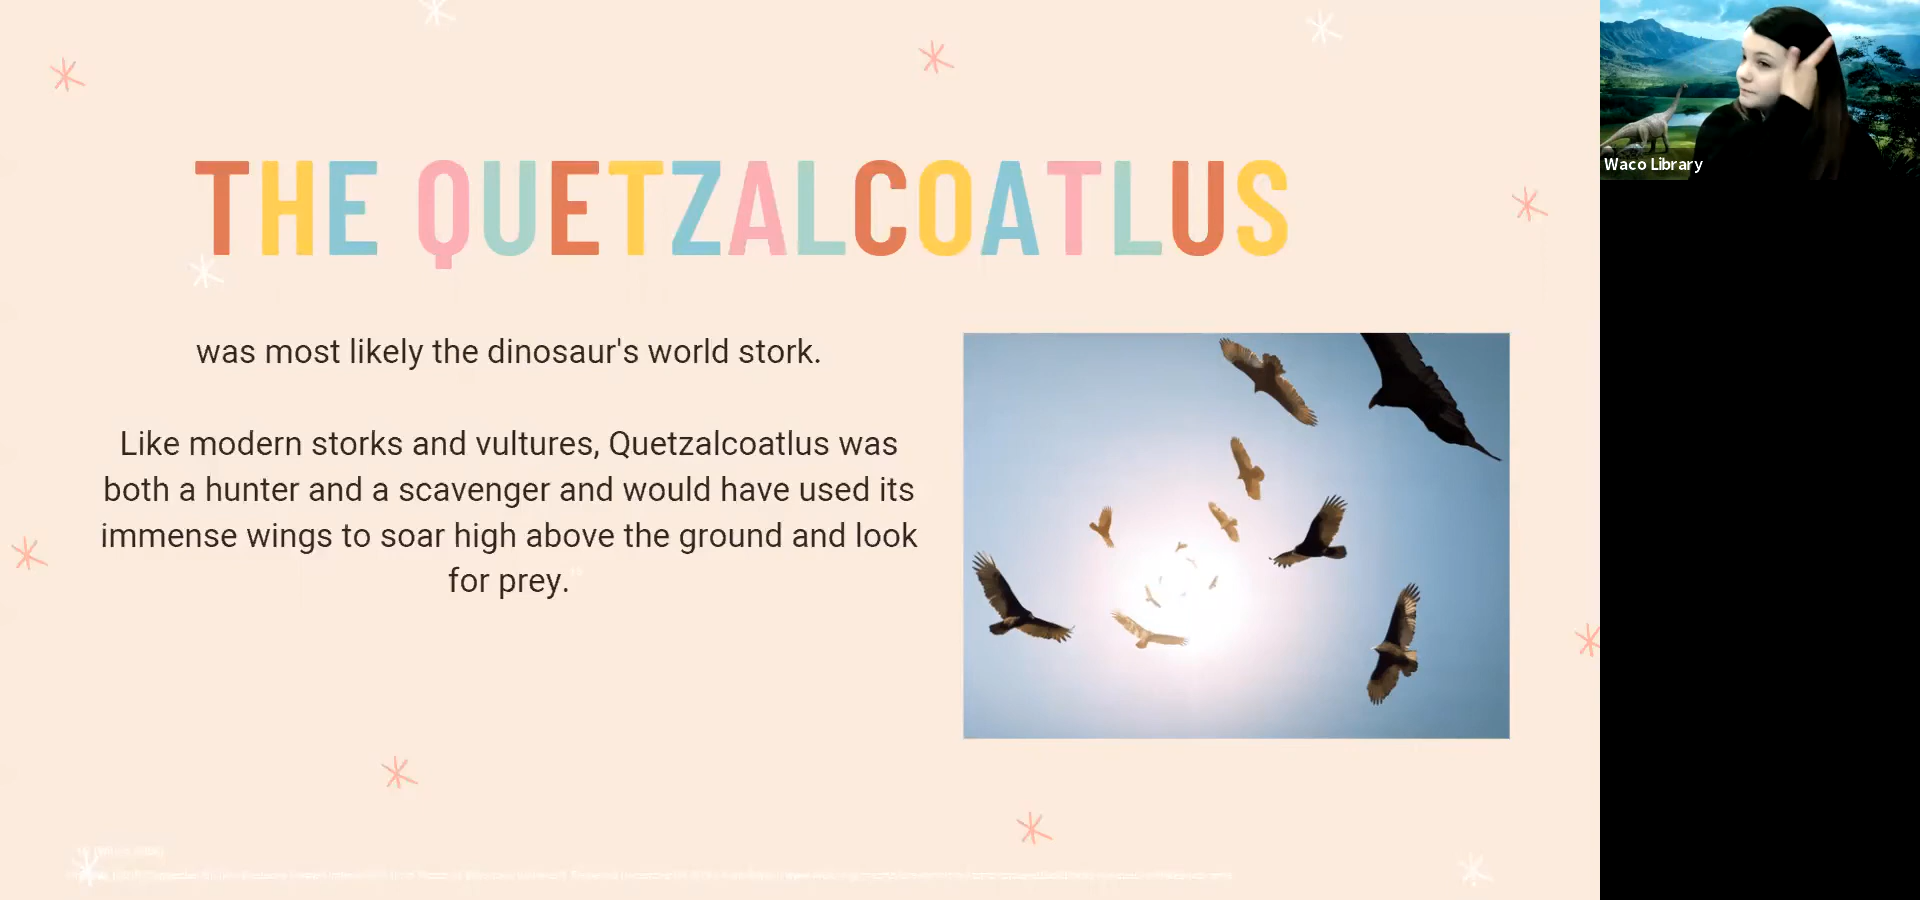 THE QUETZALCOATLUS
was most likely the dinosaur's world stork.
Like modern storks and vultures, Quetzalcoatlus was
both a hunter and a scavenger and would have used its
immense wings to soar high above the ground and look
for prey.
Waco Library